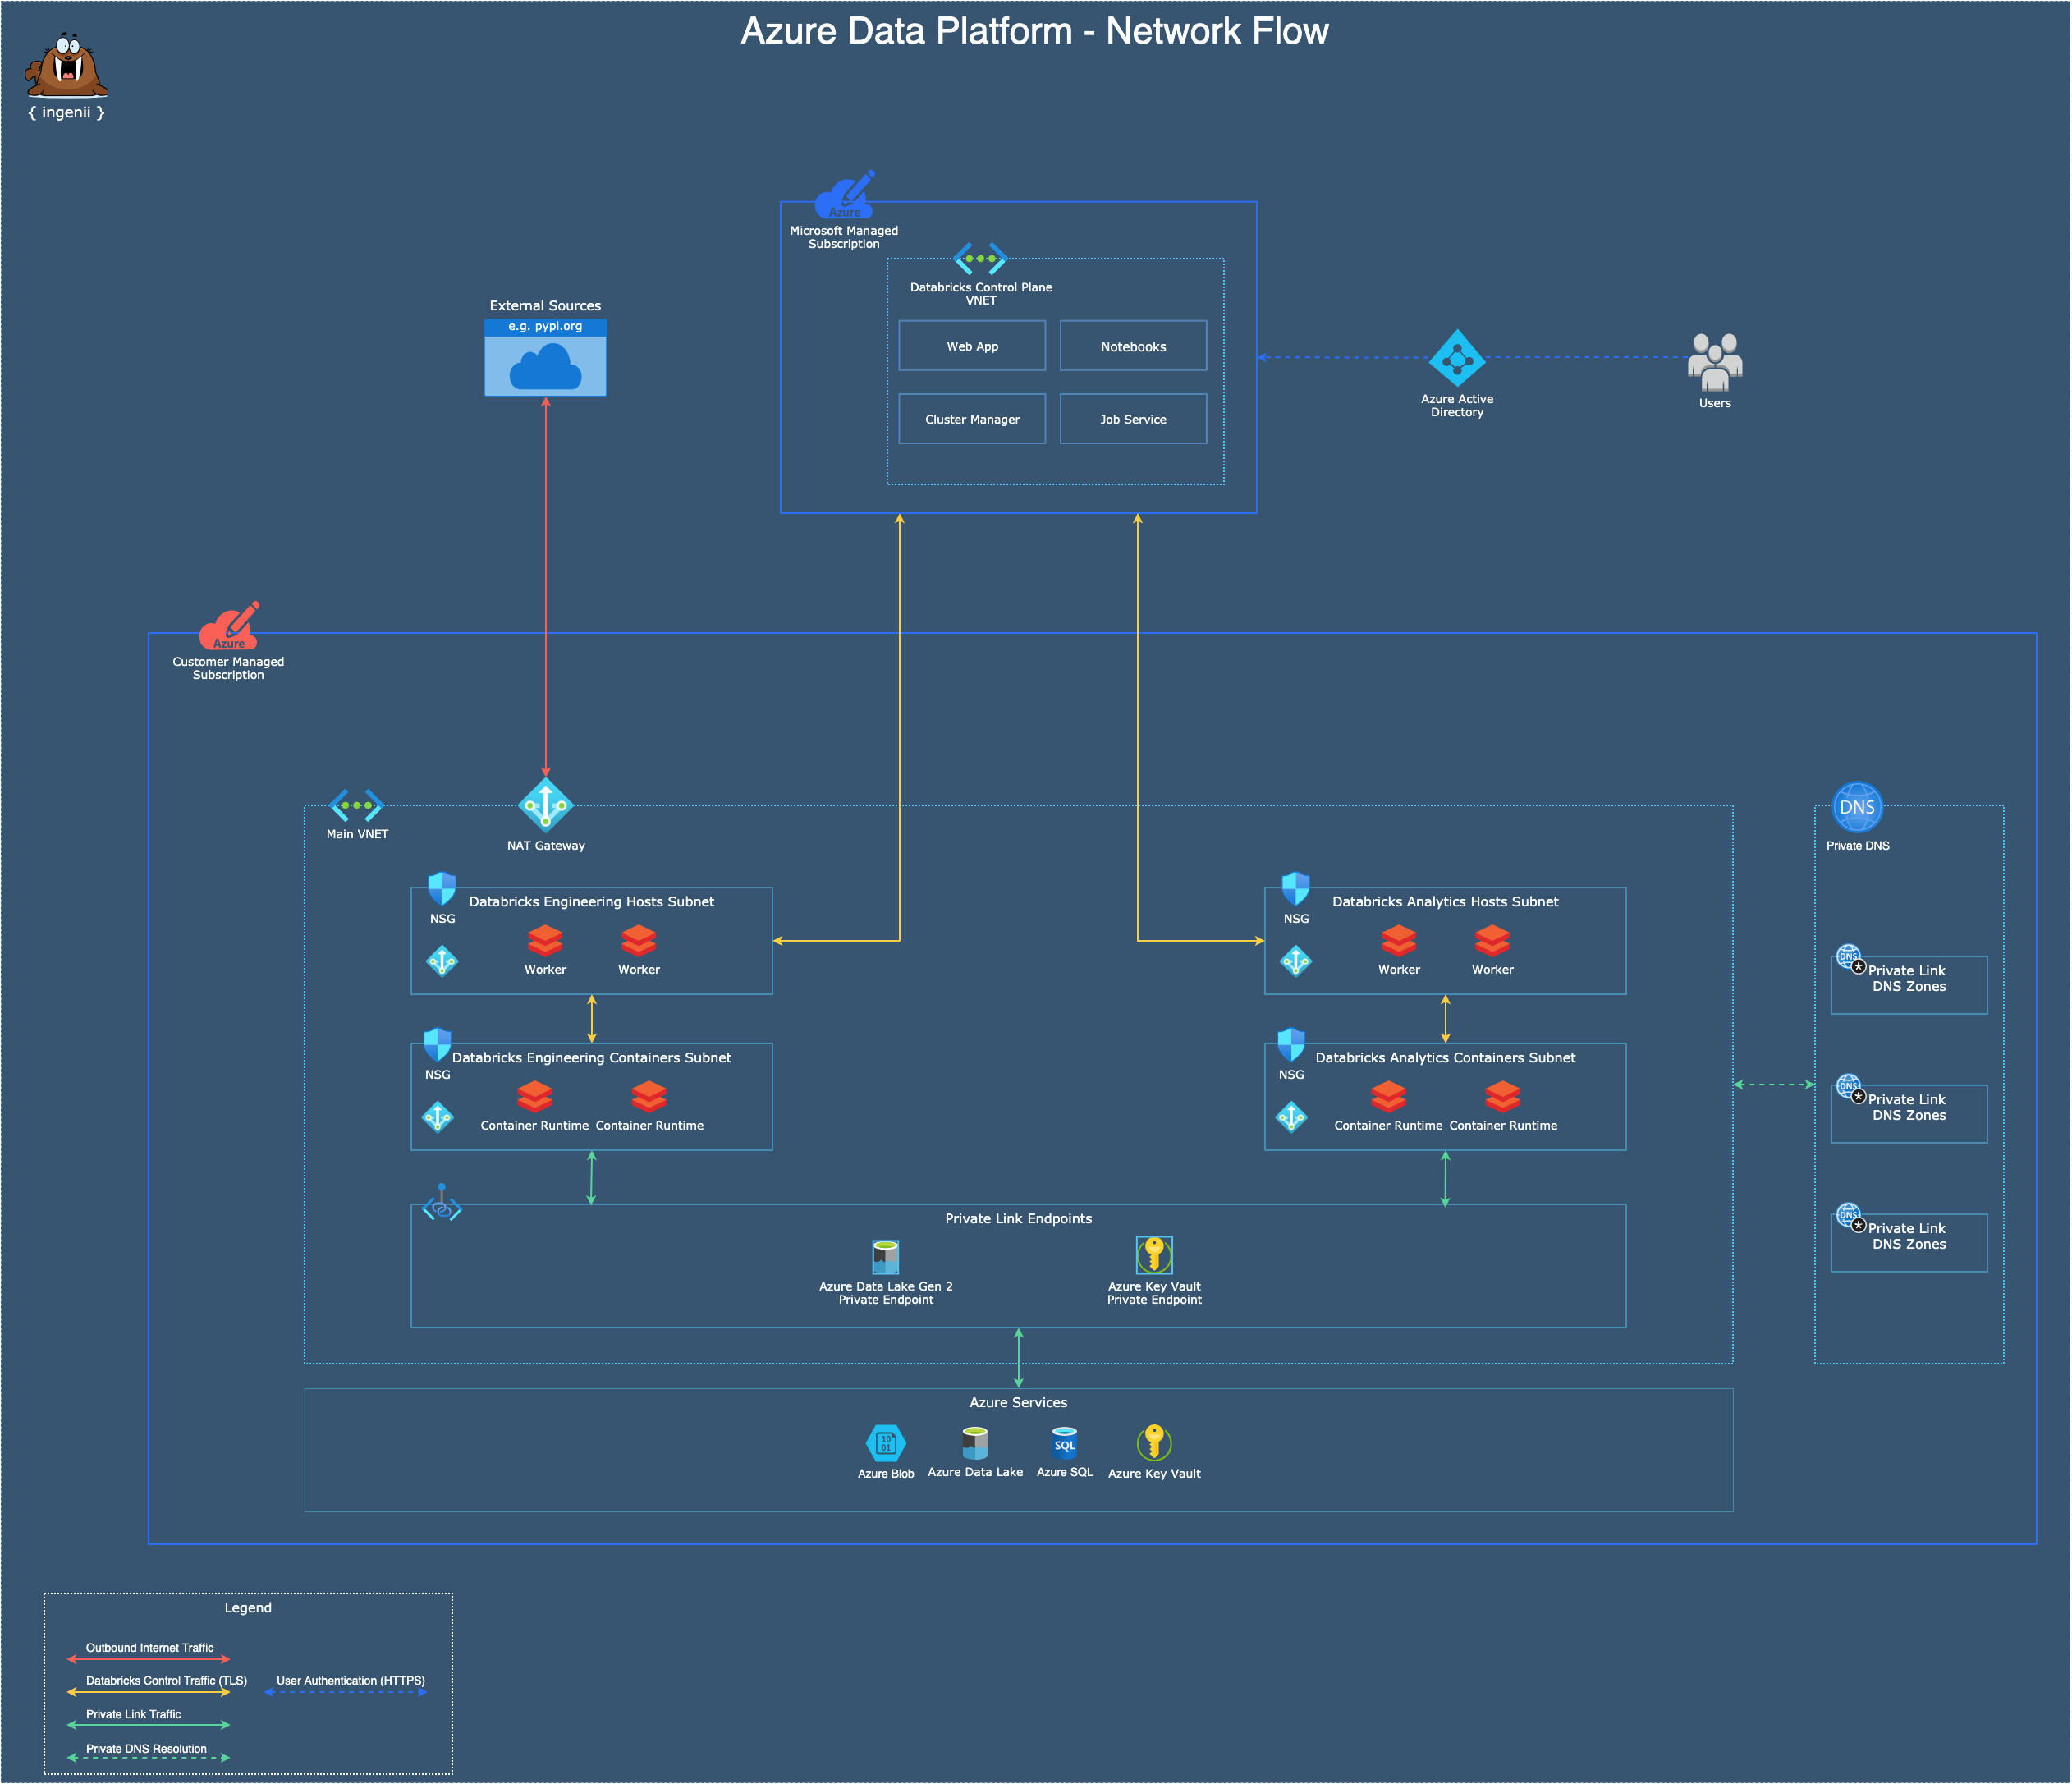 Azure Data Platform - Network Flow
{ ingenii }
Azure
Microsoft Managed
Subscription
Databricks Control Plane
VNET
Web App
Notebooks
Cluster Manager
Job Service
External Sources
e.g. pypi.org
Azure Active
Directory
Users
Azure
Customer Managed
Subscription
Main VNET
NAT Gateway
NSG
Databricks Engineering Hosts Subnet
Worker
Worker
NSG
Databricks Engineering Containers Subnet
Container Runtime
Container Runtime
NSG
Databricks Analytics Hosts Subnet
Worker
Worker
NSG
Databricks Analytics Containers Subnet
Container Runtime
Container Runtime
Private Link Endpoints
Azure Data Lake Gen 2
Private Endpoint
Azure Key Vault
Private Endpoint
Azure Services
10
01
Azure Blob
Azure Data Lake
SQL
Azure SQL
Azure Key Vault
DNS
Private DNS
DNS
*
Private Link
DNS Zones
DNS
*
Private Link
DNS Zones
DNS
*
Private Link
DNS Zones
Legend
Outbound Internet Traffic
Databricks Control Traffic (TLS)
User Authentication (HTTPS)
Private Link Traffic
Private DNS Resolution